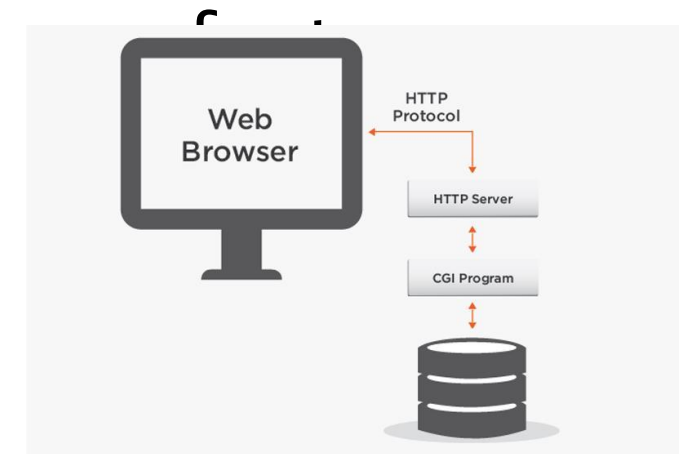 Web
Browser
HTTP
Protocol
HTTP Server
CGI Program